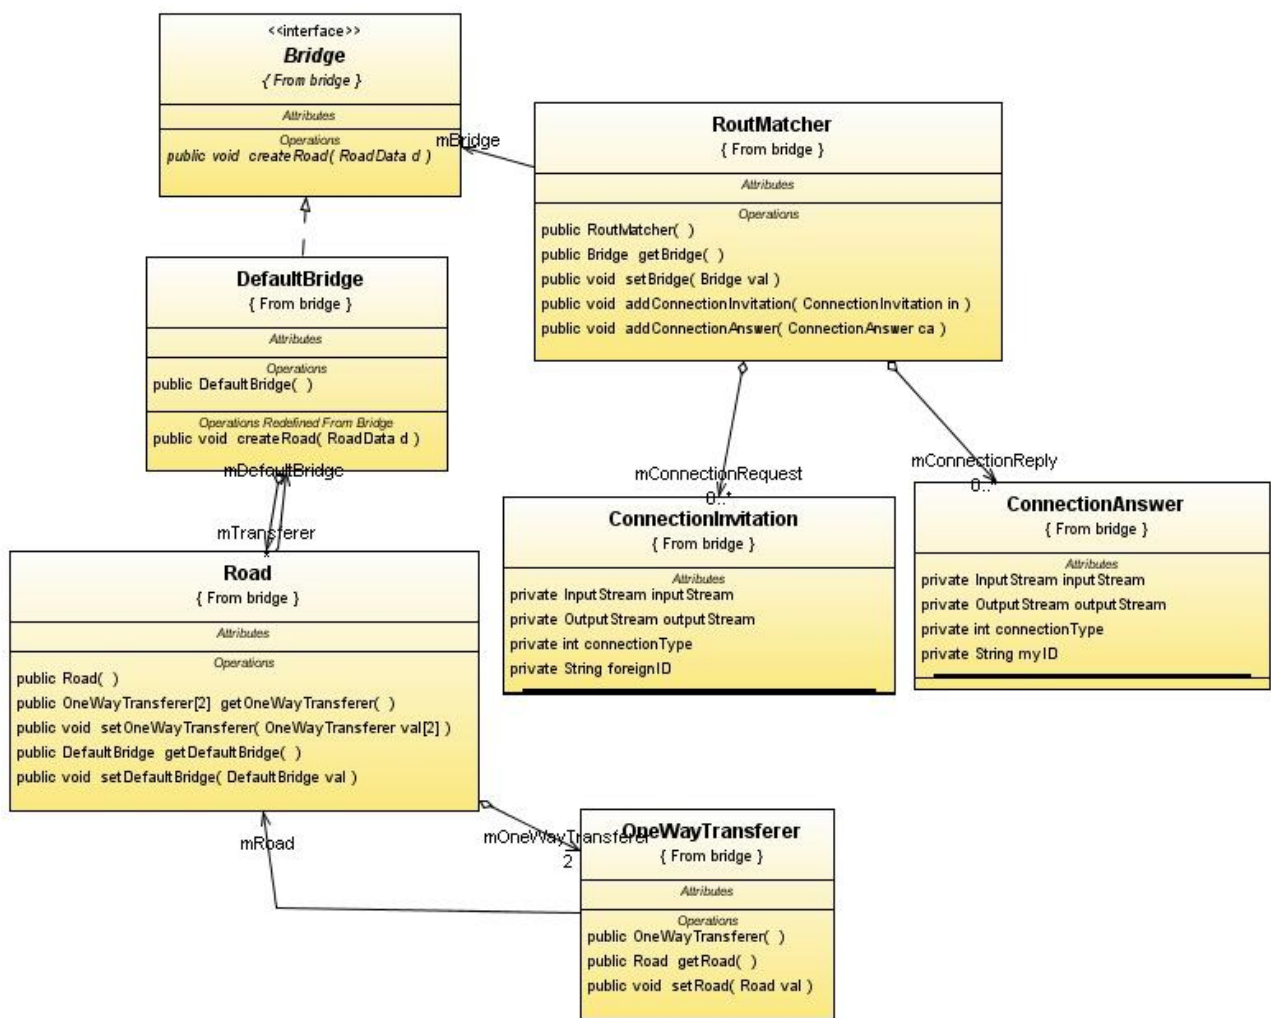 <<interface>>
Bridge
{ From bridge }
Attributes
Operations
public void createRoad( RoadData d )
mBridge
RoutMatcher
{ From bridge }
Attributes
Operations
public RoutMatcher( )
public Bridge getBridge( )
public void setBridge( Bridge val )
public void addConnectionInvitation( ConnectionInvitation in )
public void addConnectionAnswer( ConnectionAnswer ca )
DefaultBridge
{ From bridge }
Attributes
Operations
public DefaultBridge( )
Operations Redefined From Bridge
public void createRoad( RoadData d )
mDefaultBridge
mTransferer
*
mConnectionRequest
0..*
mConnectionReply
0..*
ConnectionInvitation
{ From bridge }
Attributes
private InputStream inputStream
private OutputStream outputStream
private int connectionType
private String foreignID
ConnectionAnswer
{ From bridge }
Attributes
private InputStream inputStream
private OutputStream outputStream
private int connectionType
private String myID
Road
{ From bridge }
Attributes
Operations
public Road( )
public OneWayTransferer[2] getOneWayTransferer( )
public void setOneWayTransferer( OneWayTransferer val[2] )
public DefaultBridge getDefaultBridge( )
public void setDefaultBridge( DefaultBridge val )
mRoad
mOneWayTransferer
2
OneWayTransferer
{ From bridge }
Attributes
Operations
public OneWayTransferer( )
public Road getRoad( )
public void setRoad( Road val )